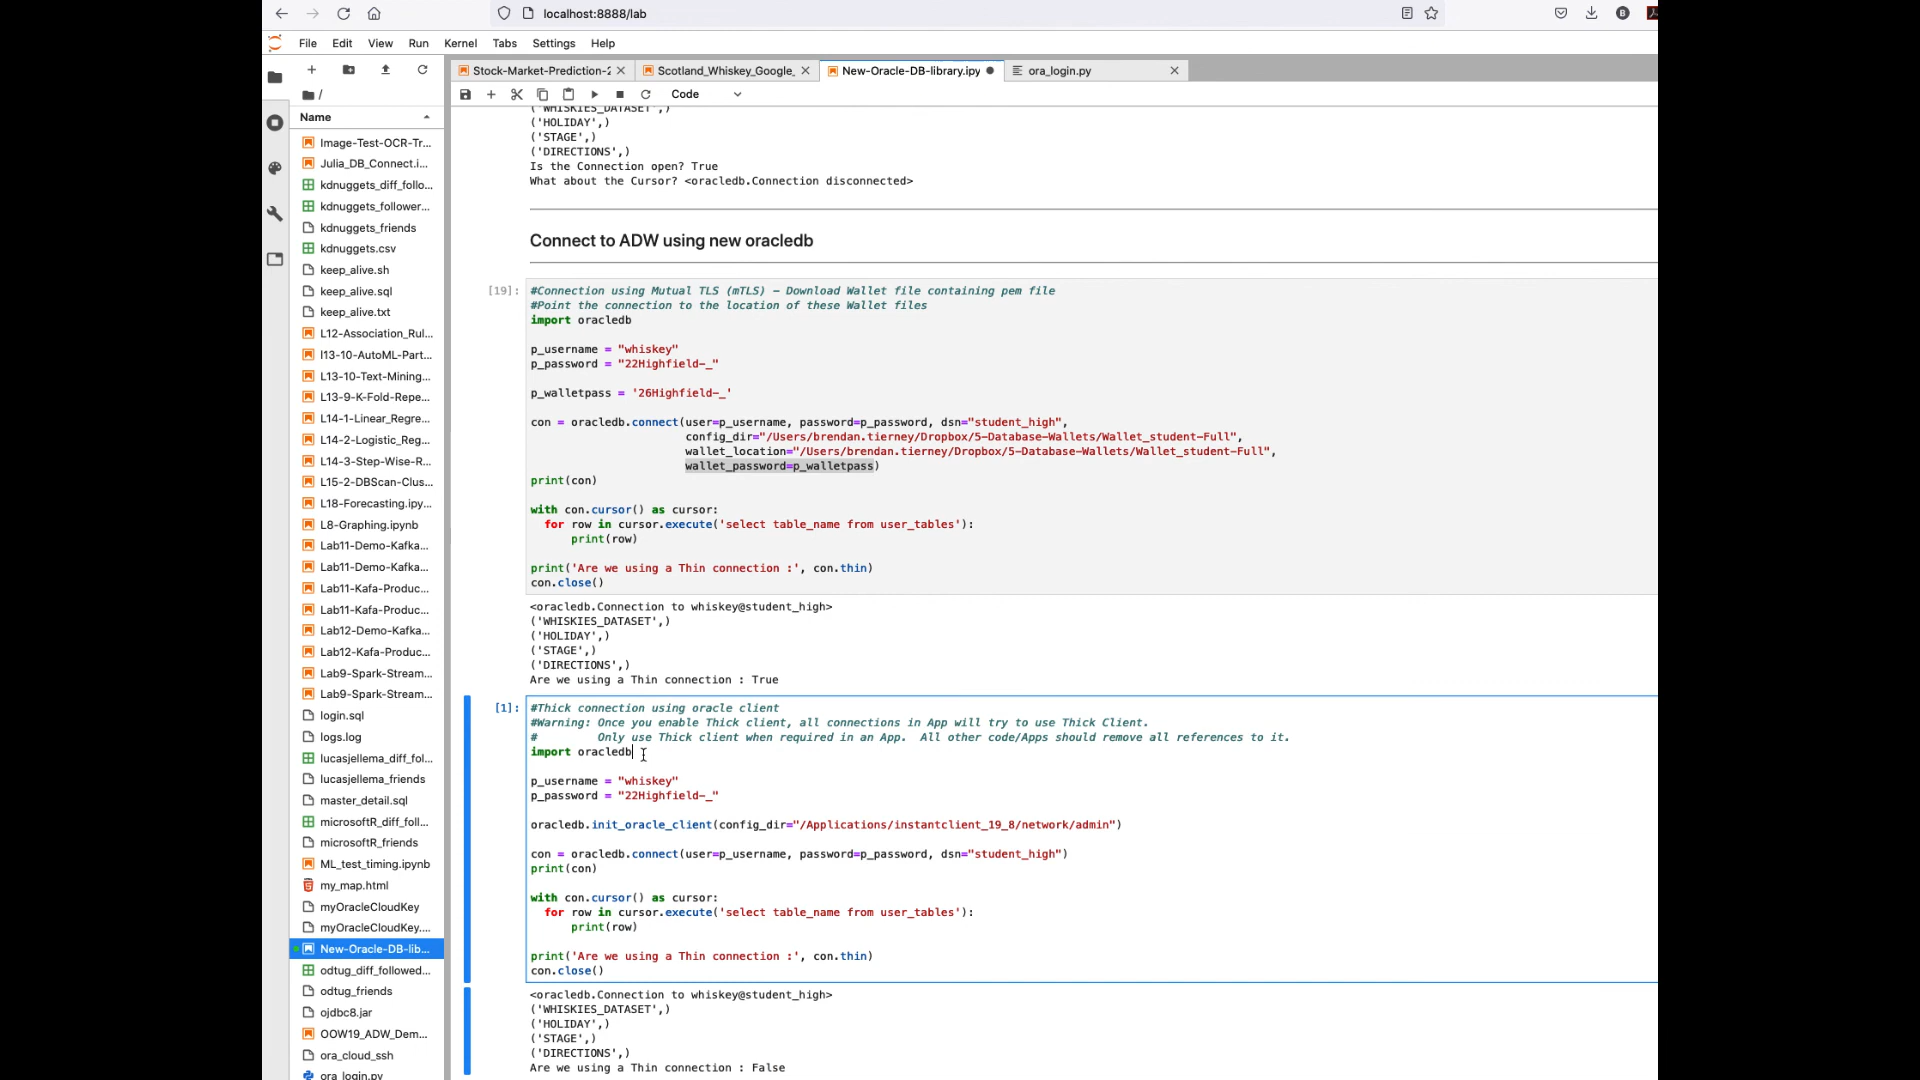 localhost:8888/lab
File Edit View Run Kernel Tabs Settings Help
Stock-Market-Prediction-2
Scotland_Whiskey_Google_
New-Oracle-DB-library.ipy
ora_login.py
Code
/
Name
Image-Test-OCR-Tr...
Julia_DB_Connect.i...
kdnuggets_diff_follo...
kdnuggets_follower...
kdnuggets_friends
kdnuggets.csv
keep_alive.sh
keep_alive.sql
keep_alive.txt
L12-Association_Rul...
l13-10-AutoML-Part...
L13-10-Text-Mining...
L13-9-K-Fold-Repe...
L14-1-Linear_Regre...
L14-2-Logistic_Reg...
L14-3-Step-Wise-R...
L15-2-DBScan-Clus...
L18-Forecasting.ipy...
L8-Graphing.ipynb
Lab11-Demo-Kafka...
Lab11-Demo-Kafka...
Lab11-Kafa-Produc...
Lab11-Kafa-Produc...
Lab12-Demo-Kafka...
Lab12-Kafa-Produc...
Lab9-Spark-Stream...
Lab9-Spark-Stream...
login.sql
logs.log
lucasjellema_diff_fol...
lucasjellema_friends
master_detail.sql
microsoftR_diff_foll...
microsoftR_friends
ML_test_timing.ipynb
my_map.html
myOracleCloudKey
myOracleCloudKey....
New-Oracle-DB-lib...
odtug_diff_followed...
odtug_friends
ojdbc8.jar
OOW19_ADW_Dem...
ora_cloud_ssh
ora_login.py
('WHISKIES_DATASET',)
('HOLIDAY',)
('STAGE',)
('DIRECTIONS',)
Is the Connection open? True
What about the Cursor? <oracledb.Connection disconnected>
Connect to ADW using new oracledb
[19]: #Connection using Mutual TLS (mTLS) – Download Wallet file containing pem file
#Point the connection to the location of these Wallet files
import oracledb
p_username = "whiskey"
p_password = "22Highfield-_"
p_walletpass = '26Highfield-_'
con = oracledb.connect(user=p_username, password=p_password, dsn="student_high",
config_dir="/Users/brendan.tierney/Dropbox/5-Database-Wallets/Wallet_student-Full",
wallet_location="/Users/brendan.tierney/Dropbox/5-Database-Wallets/Wallet_student-Full",
wallet_password=p_walletpass)
print(con)
with con.cursor() as cursor:
for row in cursor.execute('select table_name from user_tables'):
print(row)
print('Are we using a Thin connection :', con.thin)
con.close()
<oracledb.Connection to whiskey@student_high>
('WHISKIES_DATASET',)
('HOLIDAY',)
('STAGE',)
('DIRECTIONS',)
Are we using a Thin connection : True
[1]: #Thick connection using oracle client
#Warning: Once you enable Thick client, all connections in App will try to use Thick Client.
# Only use Thick client when required in an App. All other code/Apps should remove all references to it.
import oracledb
p_username = "whiskey"
p_password = "22Highfield-_"
oracledb.init_oracle_client(config_dir="/Applications/instantclient_19_8/network/admin")
con = oracledb.connect(user=p_username, password=p_password, dsn="student_high")
print(con)
with con.cursor() as cursor:
for row in cursor.execute('select table_name from user_tables'):
print(row)
print('Are we using a Thin connection :', con.thin)
con.close()
<oracledb.Connection to whiskey@student_high>
('WHISKIES_DATASET',)
('HOLIDAY',)
('STAGE',)
('DIRECTIONS',)
Are we using a Thin connection : False